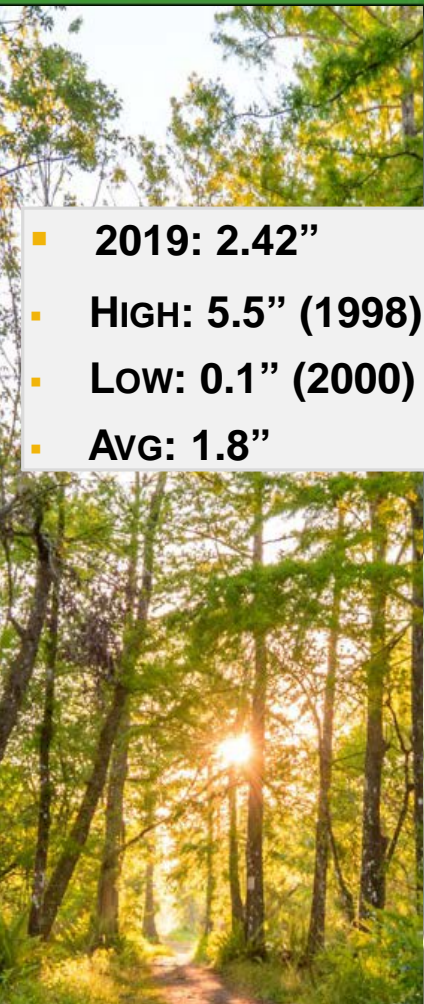 ▪ 2019: 2.42”
▪ HIGH: 5.5” (1998)
▪ LOW: 0.1” (2000)
▪ AVG: 1.8”